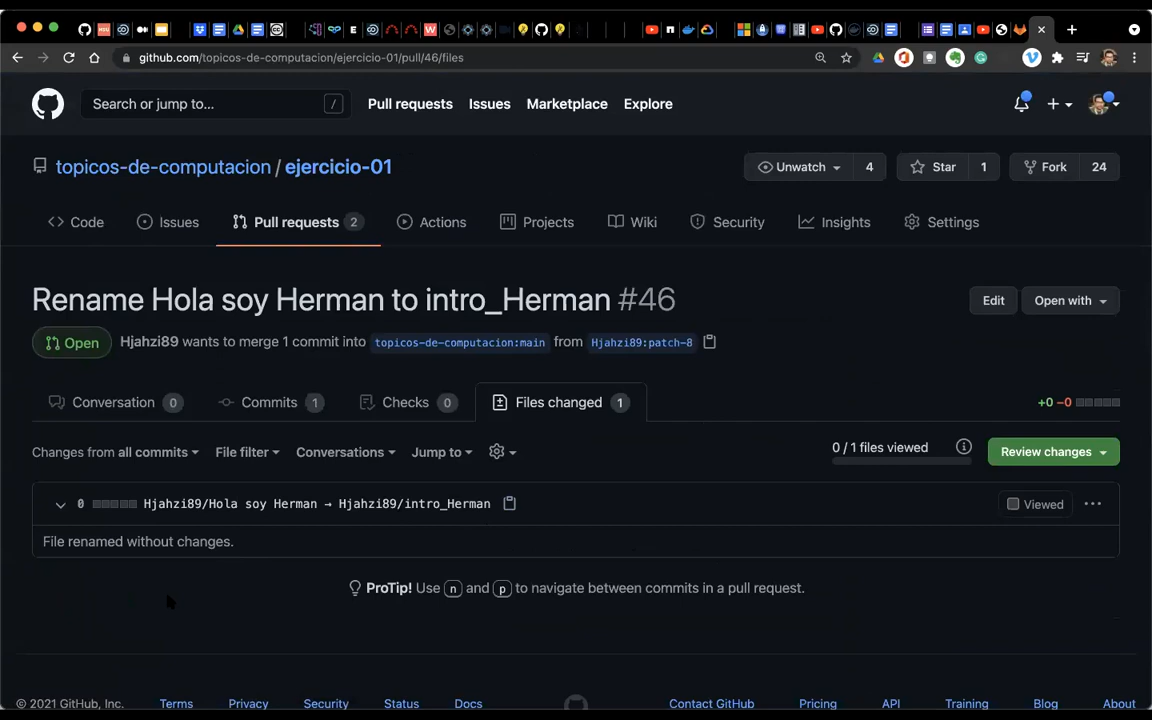 github.com/topicos-de-computacion/ejercicio-01/pull/46/files
Search or jump to... / Pull requests Issues Marketplace Explore
topicos-de-computacion / ejercicio-01 Unwatch 4 Star 1 Fork 24
Code Issues Pull requests 2 Actions Projects Wiki Security Insights Settings
Rename Hola soy Herman to intro_Herman #46 Edit Open with
Open Hjahzi89 wants to merge 1 commit into topicos-de-computacion:main from Hjahzi89:patch-8
Conversation 0 Commits 1 Checks 0 Files changed 1 +0 −0
Changes from all commits File filter Conversations Jump to 0 / 1 files viewed Review changes
0 Hjahzi89/Hola soy Herman → Hjahzi89/intro_Herman Viewed
File renamed without changes.
ProTip! Use n and p to navigate between commits in a pull request.
© 2021 GitHub, Inc. Terms Privacy Security Status Docs Contact GitHub Pricing API Training Blog About